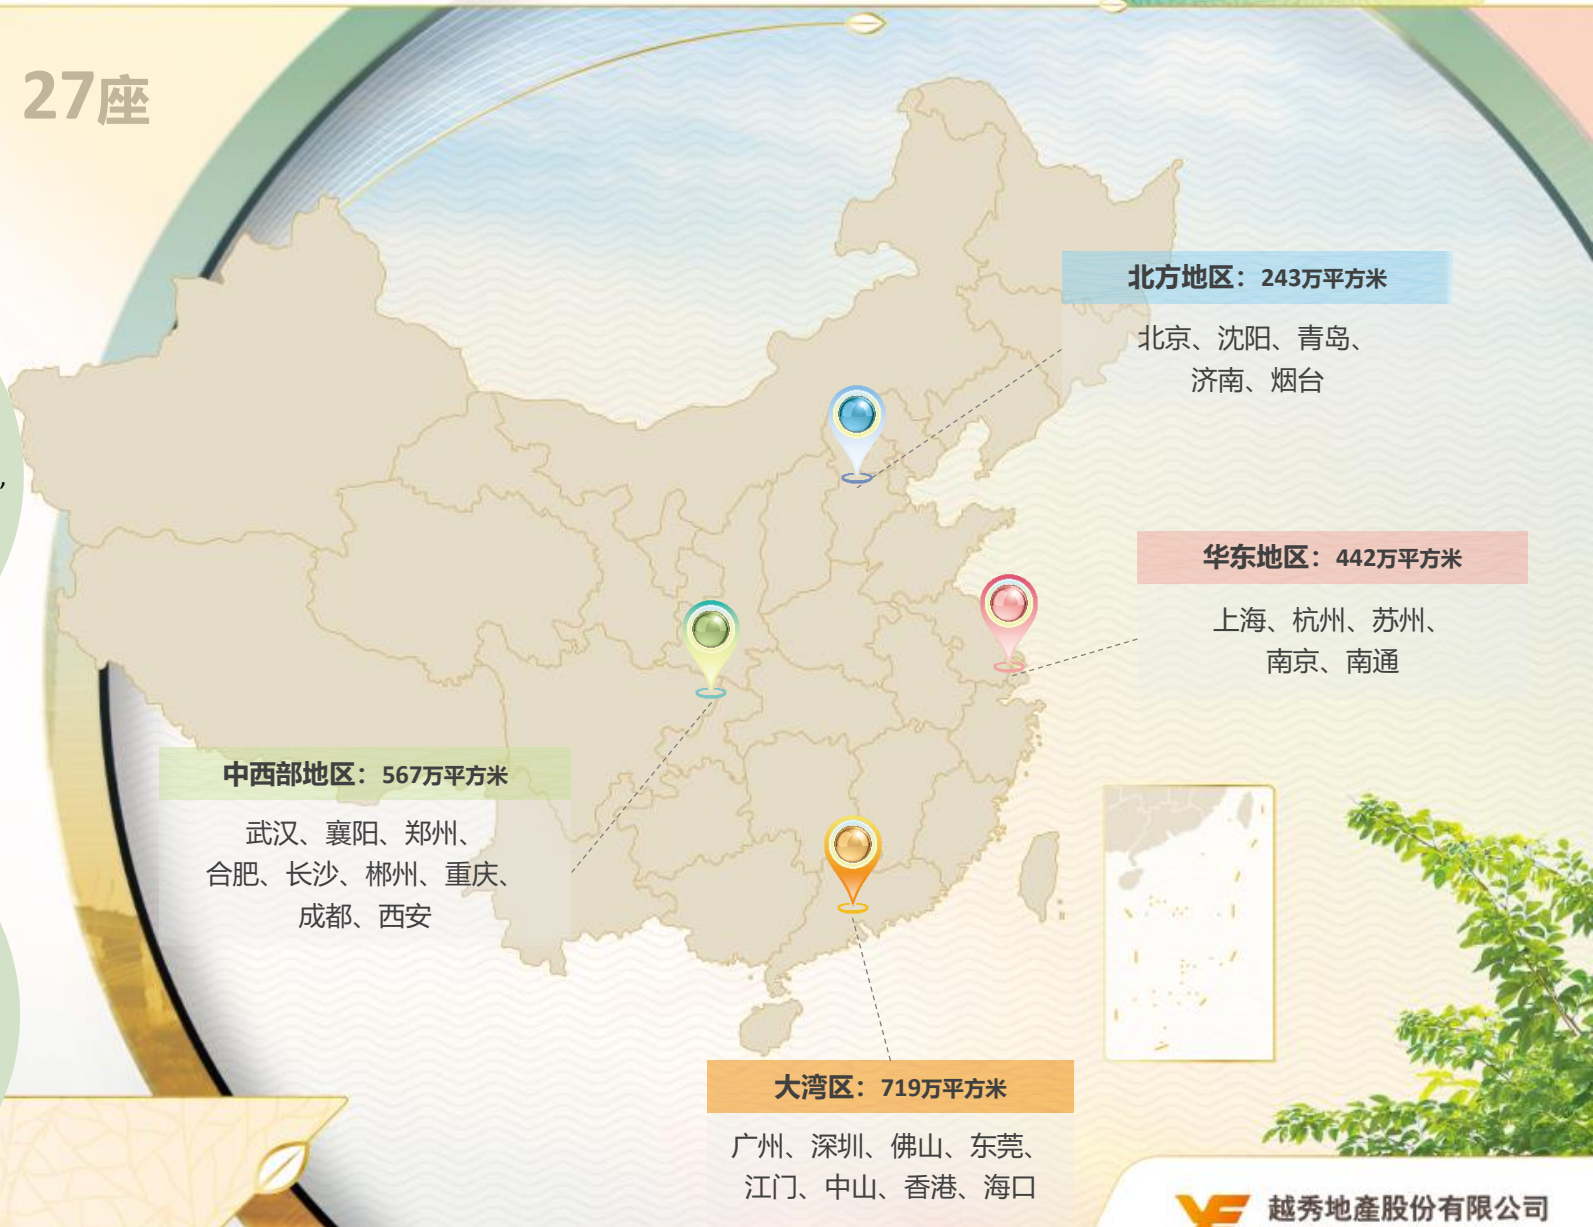 27座
北方地区：243万平方米
北京、沈阳、青岛、
济南、烟台
,
华东地区：442万平方米
上海、杭州、苏州、
南京、南通
中西部地区：567万平方米
武汉、襄阳、郑州、
合肥、长沙、郴州、重庆、
成都、西安
大湾区：719万平方米
广州、深圳、佛山、东莞、
江门、中山、香港、海口
越秀地產股份有限公司